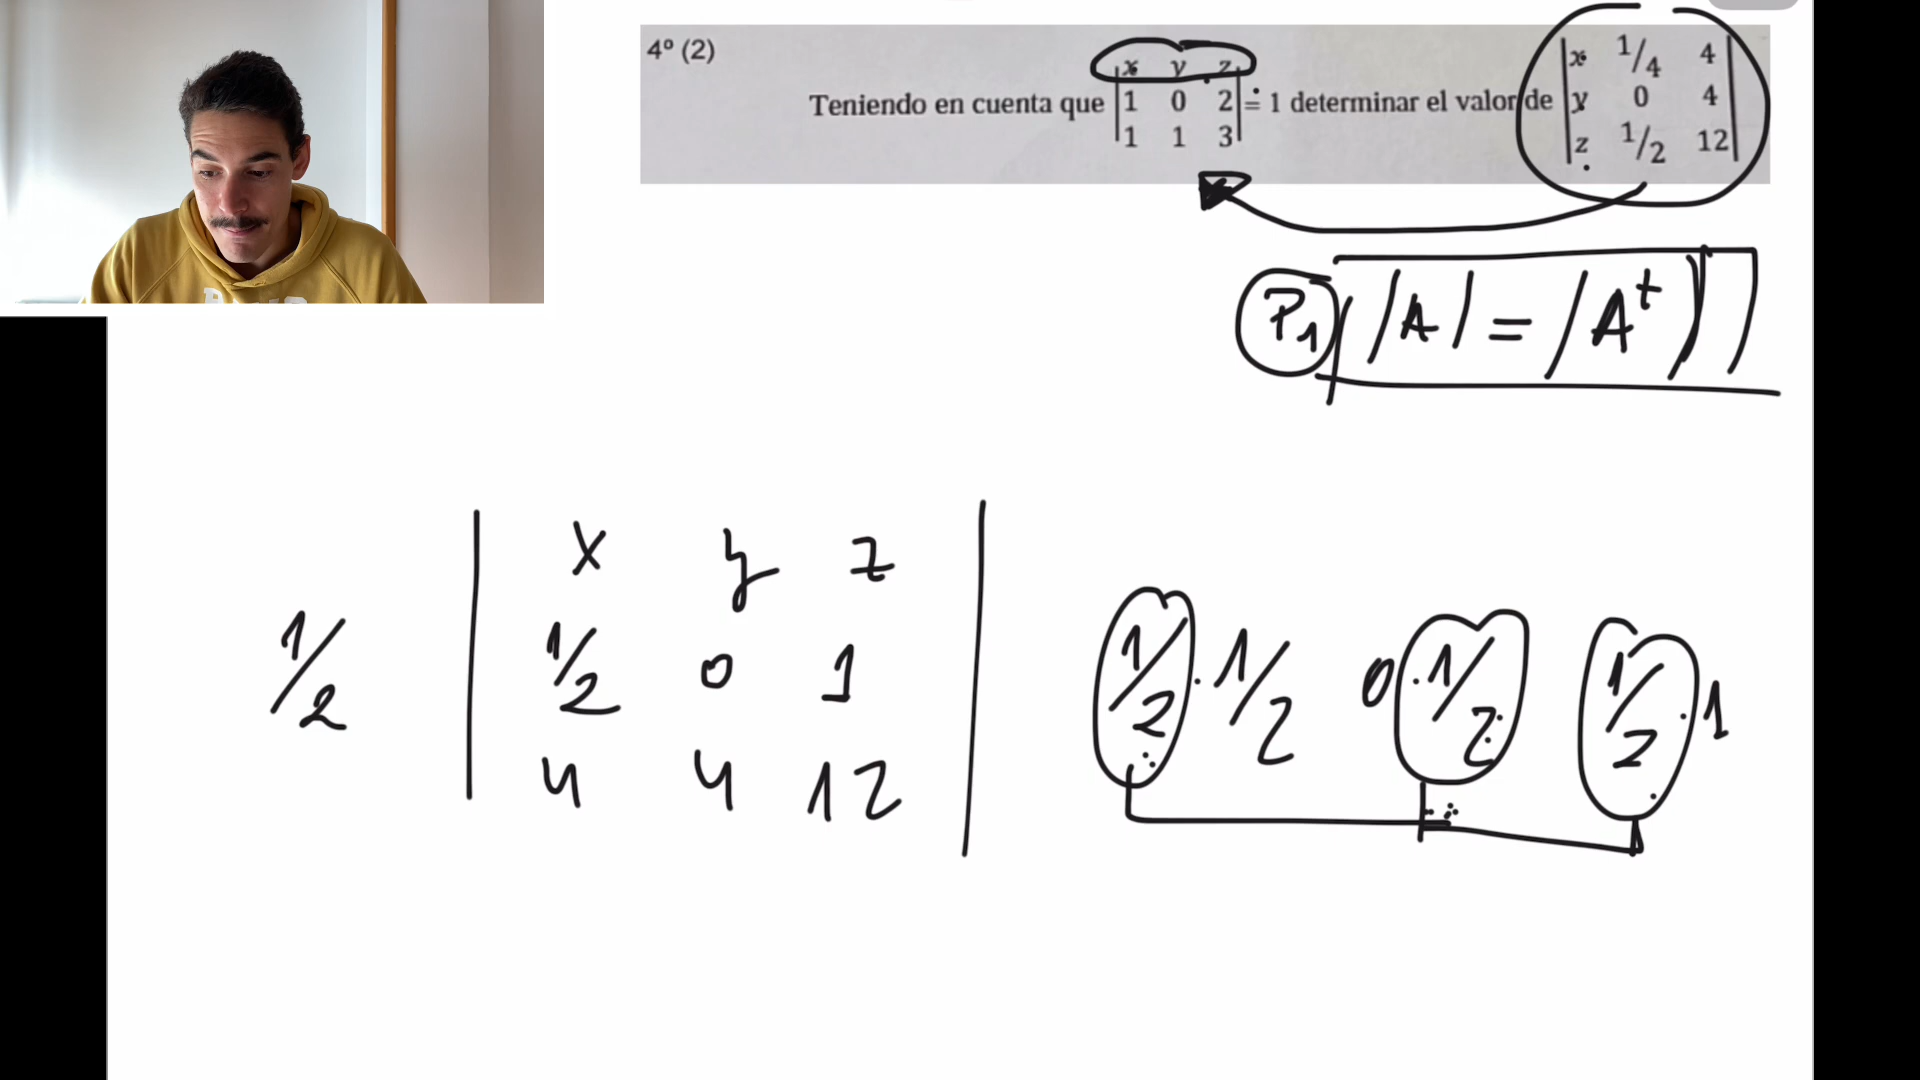 4º (2)
Teniendo en cuenta que |x y z| |1 0 2| |1 1 3| = 1 determinar el valor de |x 1/4 4| |y 0 4| |z 1/2 12|
P1 |A| = |A^t|
1/2 |x y z|
|1/2 0 1|
|4 4 12|
1/2 · 1/2 0 · 1/2 1/2 · 1